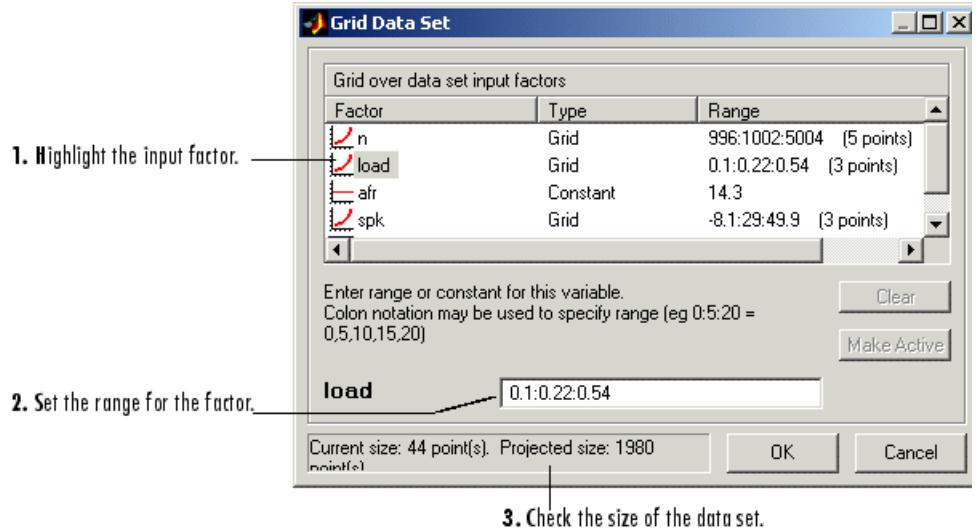 Grid Data Set
Grid over data set input factors
Factor Type Range
n Grid 996:1002:5004 (5 points)
1. Highlight the input factor.
load Grid 0.1:0.22:0.54 (3 points)
afr Constant 14.3
spk Grid -8.1:29:49.9 (3 points)
Enter range or constant for this variable.
Colon notation may be used to specify range (eg 0:5:20 =
0,5,10,15,20)
Clear
Make Active
load 0.1:0.22:0.54
2. Set the range for the factor.
Current size: 44 point(s). Projected size: 1980
point(s)
OK Cancel
3. Check the size of the data set.